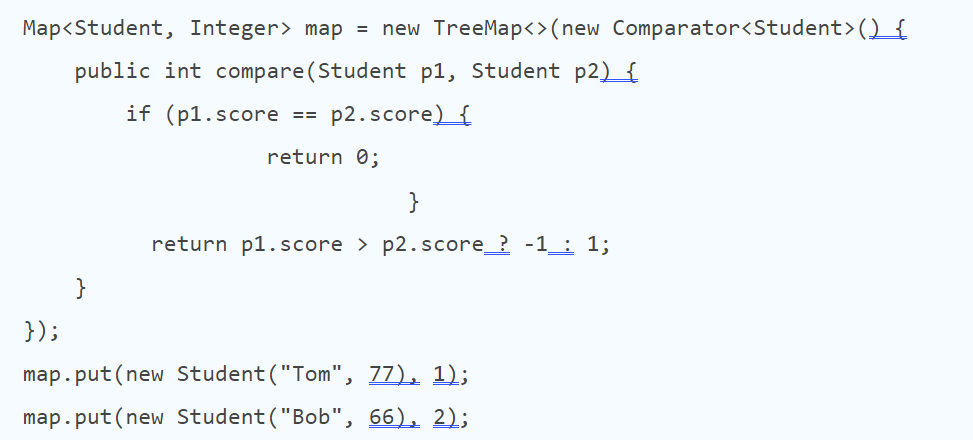 Map<Student, Integer> map = new TreeMap<>(new Comparator<Student>() {
public int compare(Student p1, Student p2) {
if (p1.score == p2.score) {
return 0;
}
return p1.score > p2.score ? -1 : 1;
}
});
map.put(new Student("Tom", 77), 1);
map.put(new Student("Bob", 66), 2);